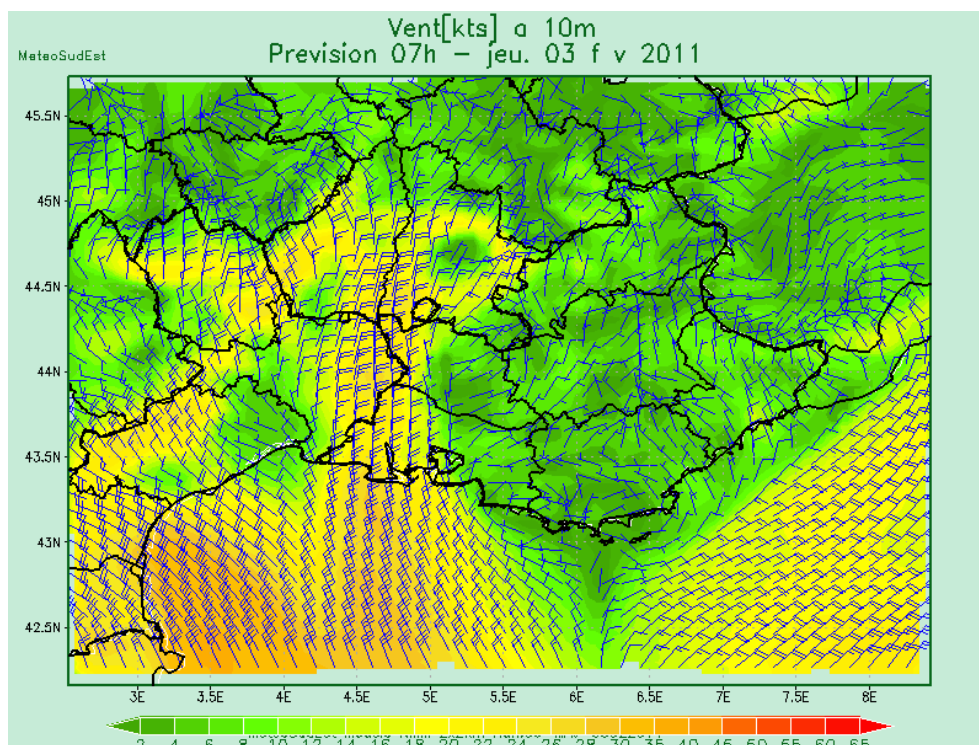 Vent[kts] a 10m
MeteoSudEst
Prevision 07h – jeu. 03 f v 2011
45.5N
45N
44.5N
44N
43.5N
43N
42.5N
3E 3.5E 4E 4.5E 5E 5.5E 6E 6.5E 7E 7.5E 8E
2 4 6 8 10 12 14 16 18 20 22 24 26 28 30 35 40 45 50 55 60 65